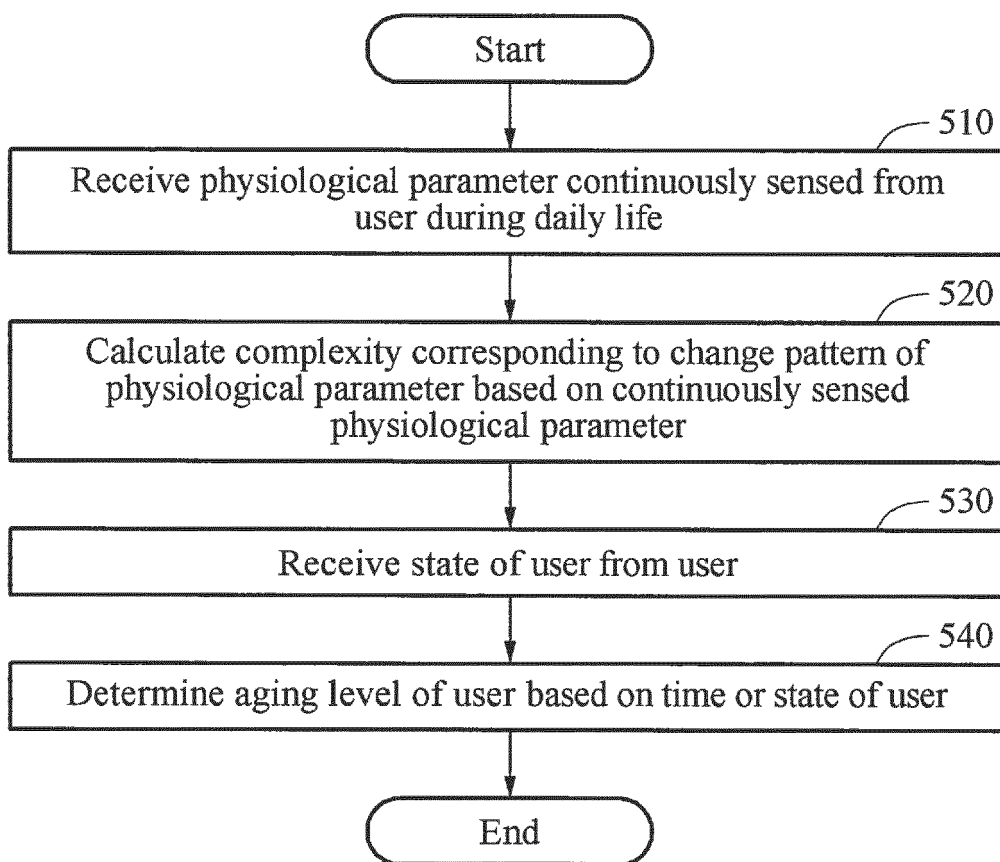 Start
510
Receive physiological parameter continuously sensed from
user during daily life
520
Calculate complexity corresponding to change pattern of
physiological parameter based on continuously sensed
physiological parameter
530
Receive state of user from user
540
Determine aging level of user based on time or state of user
End